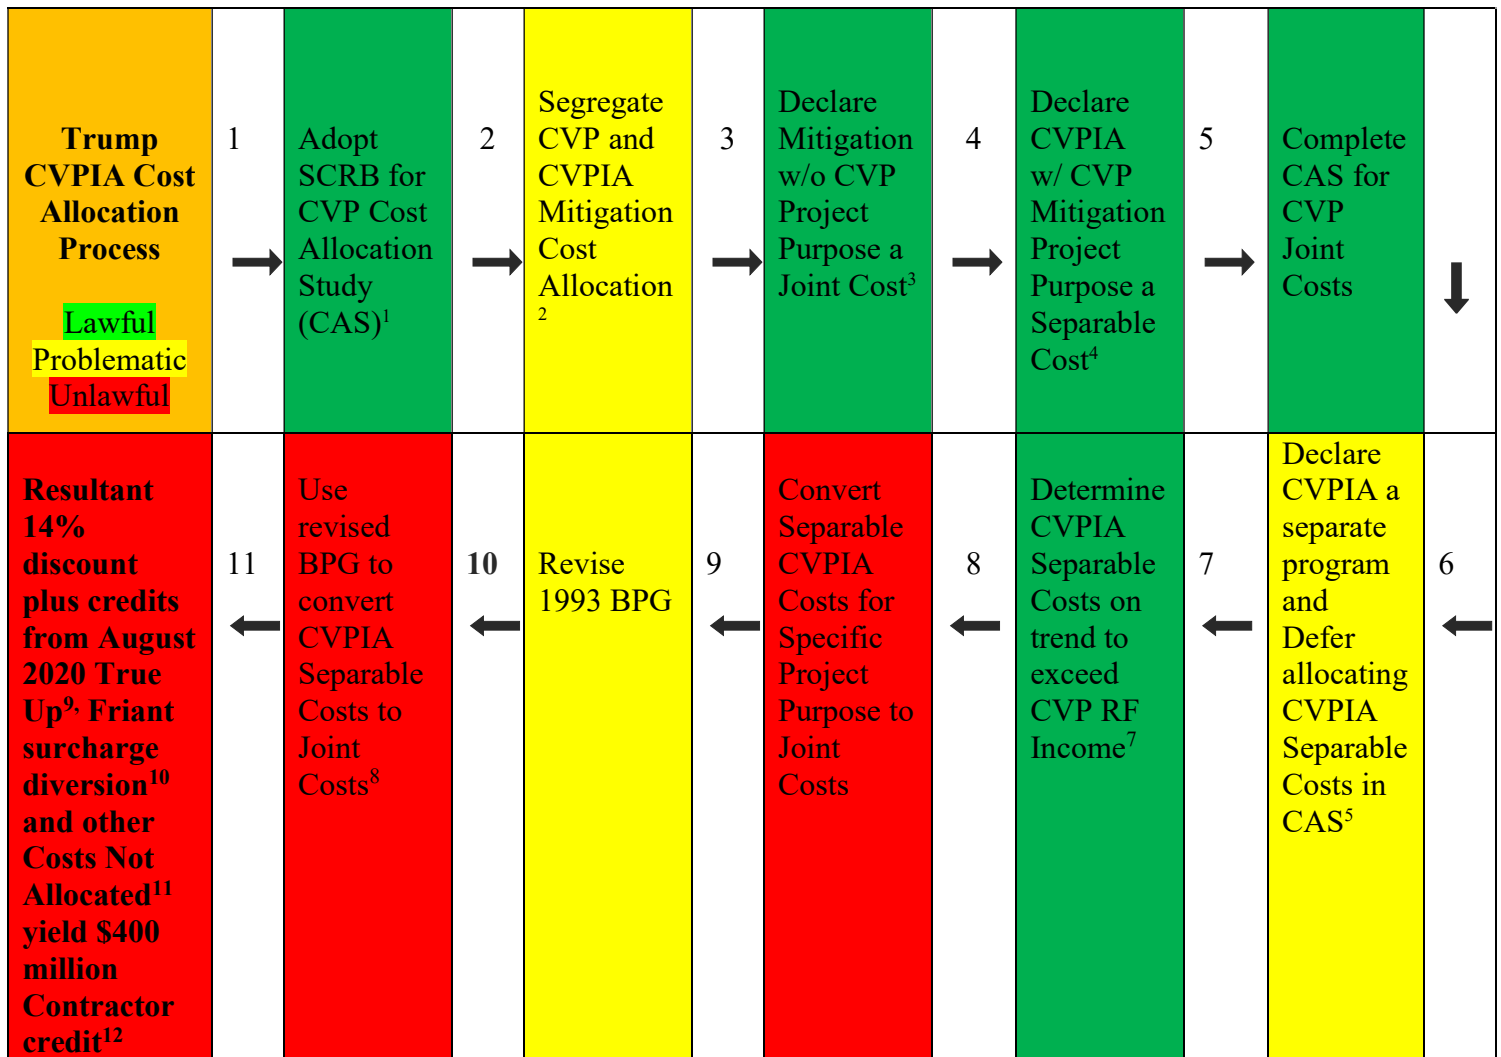 Trump
CVPIA Cost
Allocation
Process
Lawful
Problematic
Unlawful
1
Adopt
SCRB for
CVP Cost
Allocation
Study
(CAS)1
2
Segregate
CVP and
CVPIA
Mitigation
Cost
Allocation
2
3
Declare
Mitigation
w/o CVP
Project
Purpose a
Joint Cost3
4
Declare
CVPIA
w/ CVP
Mitigation
Project
Purpose a
Separable
Cost4
5
Complete
CAS for
CVP
Joint
Costs
6
Declare
CVPIA a
separate
program
and
Defer
allocating
CVPIA
Separable
Costs in
CAS5
7
Determine
CVPIA
Separable
Costs on
trend to
exceed
CVP RF
Income7
8
Convert
Separable
CVPIA
Costs for
Specific
Project
Purpose to
Joint
Costs
9
Revise
1993 BPG
10
Use
revised
BPG to
convert
CVPIA
Separable
Costs to
Joint
Costs8
11
Resultant
14%
discount
plus credits
from August
2020 True
Up9, Friant
surcharge
diversion10
and other
Costs Not
Allocated11
yield $400
million
Contractor
credit12